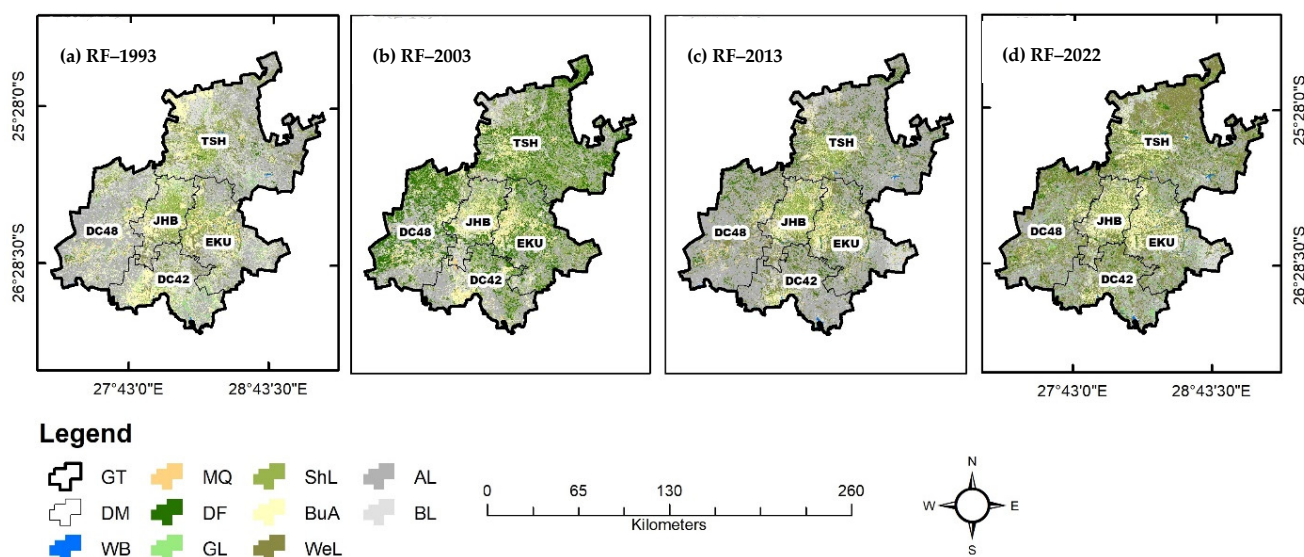 (a) RF–1993
(b) RF–2003
(c) RF–2013
(d) RF–2022
25°28'0"S
25°28'0"S
26°28'30"S
26°28'30"S
TSH
JHB
DC48
EKU
DC42
TSH
JHB
DC48
EKU
DC42
TSH
JHB
DC48
EKU
DC42
TSH
JHB
DC48
EKU
DC42
27°43'0"E
28°43'30"E
27°43'0"E
28°43'30"E
Legend
GT
MQ
ShL
AL
DM
DF
BuA
BL
WB
GL
WeL
0
65
130
260
Kilometers
N
W
E
S